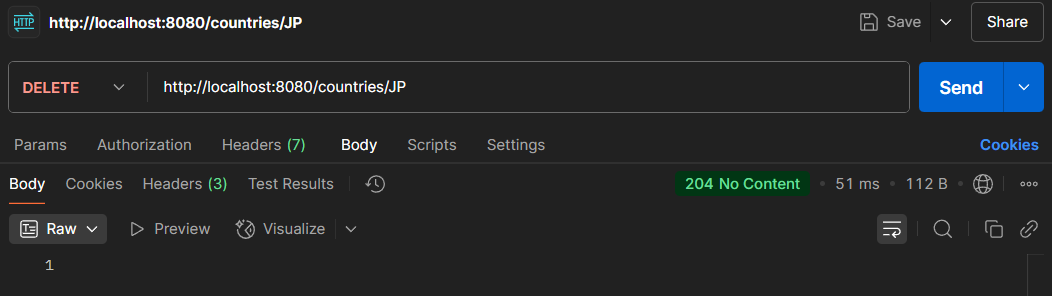 HTTP http://localhost:8080/countries/JP Save Share
DELETE http://localhost:8080/countries/JP Send
Params Authorization Headers (7) Body Scripts Settings Cookies
Body Cookies Headers (3) Test Results 204 No Content • 51 ms • 112 B •
Raw Preview Visualize
1